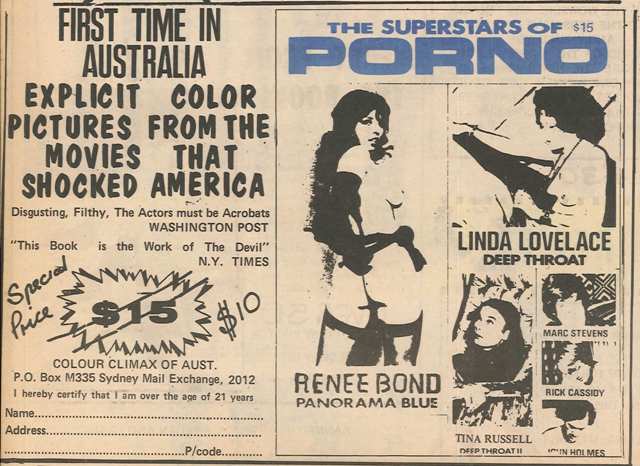 FIRST TIME IN
AUSTRALIA
EXPLICIT COLOR
PICTURES FROM THE
MOVIES THAT
SHOCKED AMERICA
Disgusting, Filthy, The Actors must be Acrobats
WASHINGTON POST
"This Book is the Work of The Devil"
N.Y. TIMES
Special
Price
$15
$10
COLOUR CLIMAX OF AUST.
P.O. Box M335 Sydney Mail Exchange, 2012
I hereby certify that I am over the age of 21 years
Name
Address
P/code
THE SUPERSTARS OF $15
PORNO
RENEE BOND
PANORAMA BLUE
LINDA LOVELACE
DEEP THROAT
TINA RUSSELL
DEEP THROAT II
MARC STEVENS
RICK CASSIDY
JOHN HOLMES